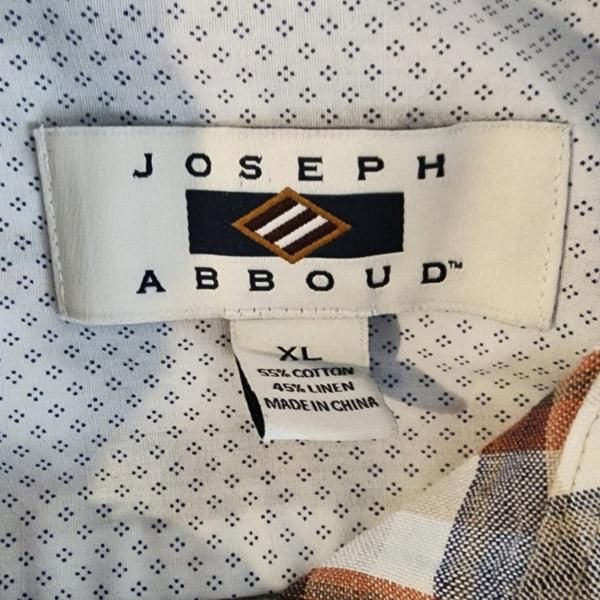 JOSEPH
ABBOUD™
XL
55% COTTON
45% LINEN
MADE IN CHINA